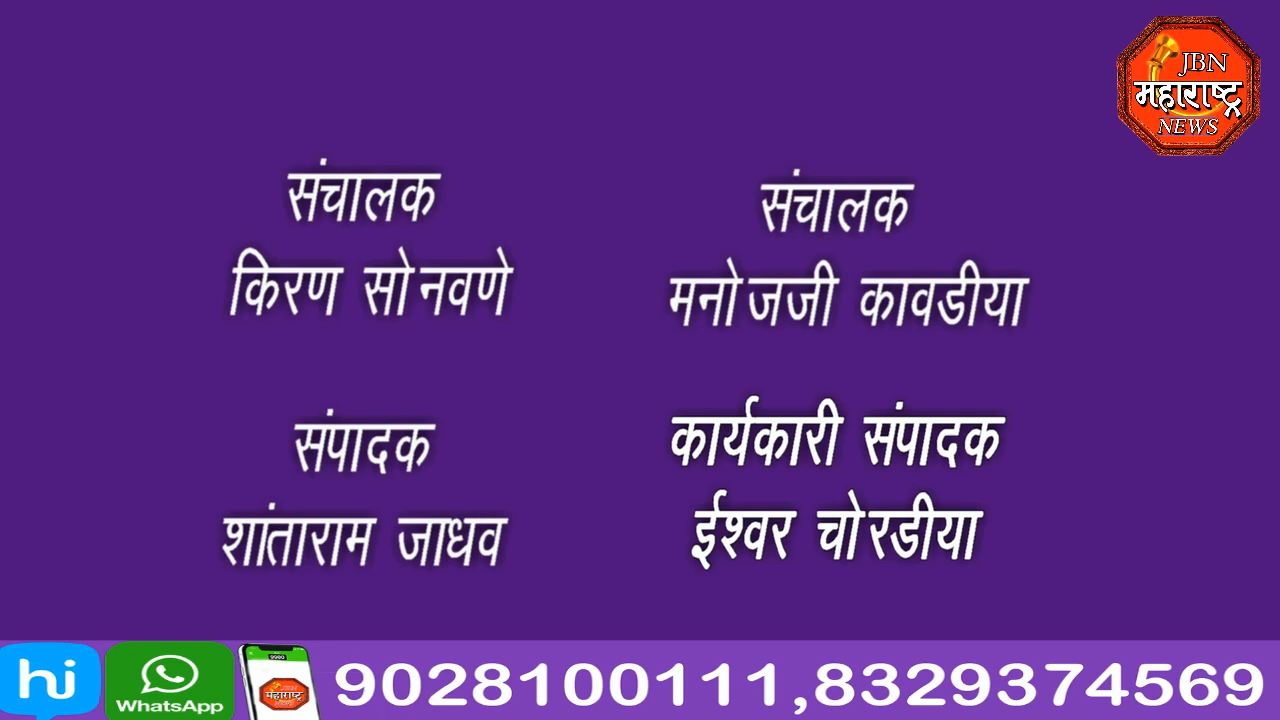 JBN
महाराष्ट्र
NEWS
संचालक
किरण सोनवणे
संचालक
मनोजजी कावडीया
संपादक
शांताराम जाधव
कार्यकारी संपादक
ईश्वर चोरडीया
hi
WhatsApp
महाराष्ट्र
9028100111,8329374569